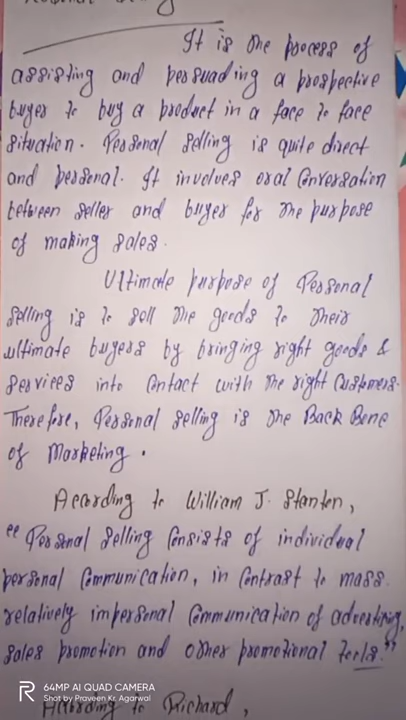 It is the process of
assisting and persuading a prospective
buyer to buy a product in a face to face
situation. Personal selling is quite direct
and personal. It involves oral conversation
between seller and buyer for the purpose
of making sales.
Ultimate purpose of Personal
selling is to sell the goods to their
ultimate buyers by bringing right goods &
services into contact with the right customers.
Therefore, Personal selling is the Back Bone
of Marketing.
According to William J. Stanton,
"Personal selling consists of individual
personal communication, in contrast to mass
relatively impersonal communication of advertising,
sales promotion and other promotional tools."
According to Richard,
64MP AI QUAD CAMERA
Shot by Praveen Kr. Agarwal